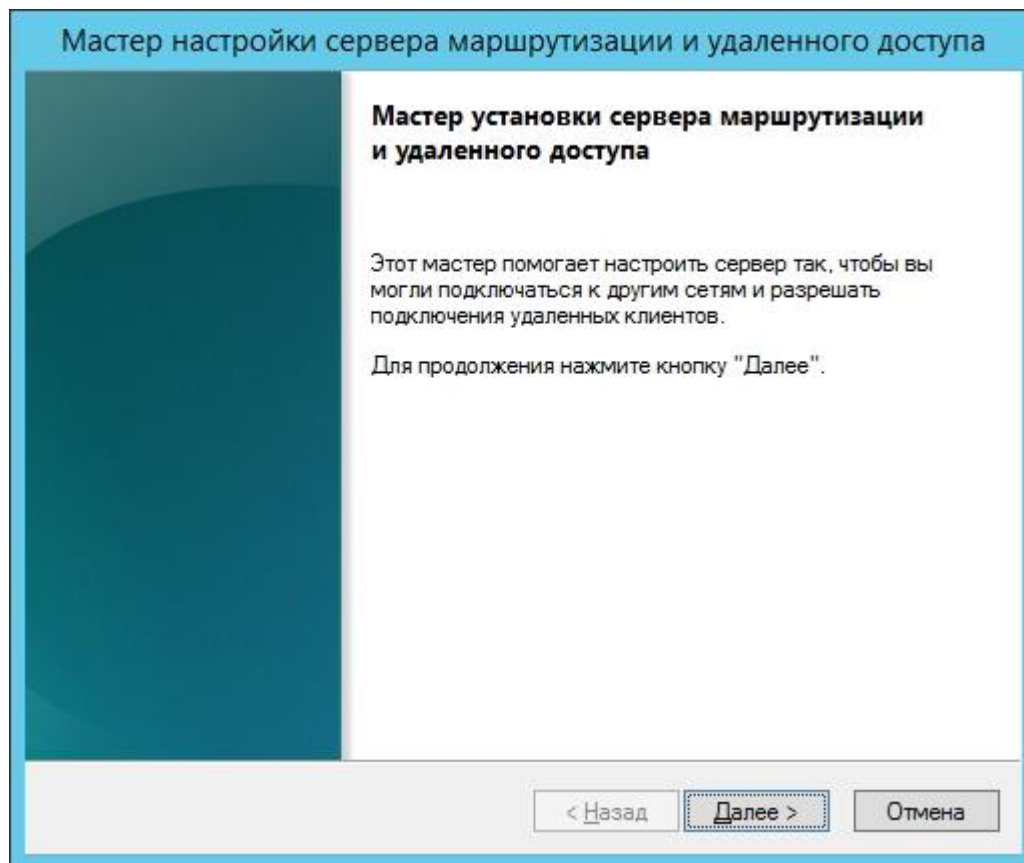 Мастер настройки сервера маршрутизации и удаленного доступа
Мастер установки сервера маршрутизации
и удаленного доступа
Этот мастер помогает настроить сервер так, чтобы вы
могли подключаться к другим сетям и разрешать
подключения удаленных клиентов.
Для продолжения нажмите кнопку "Далее".
< Назад
Далее >
Отмена